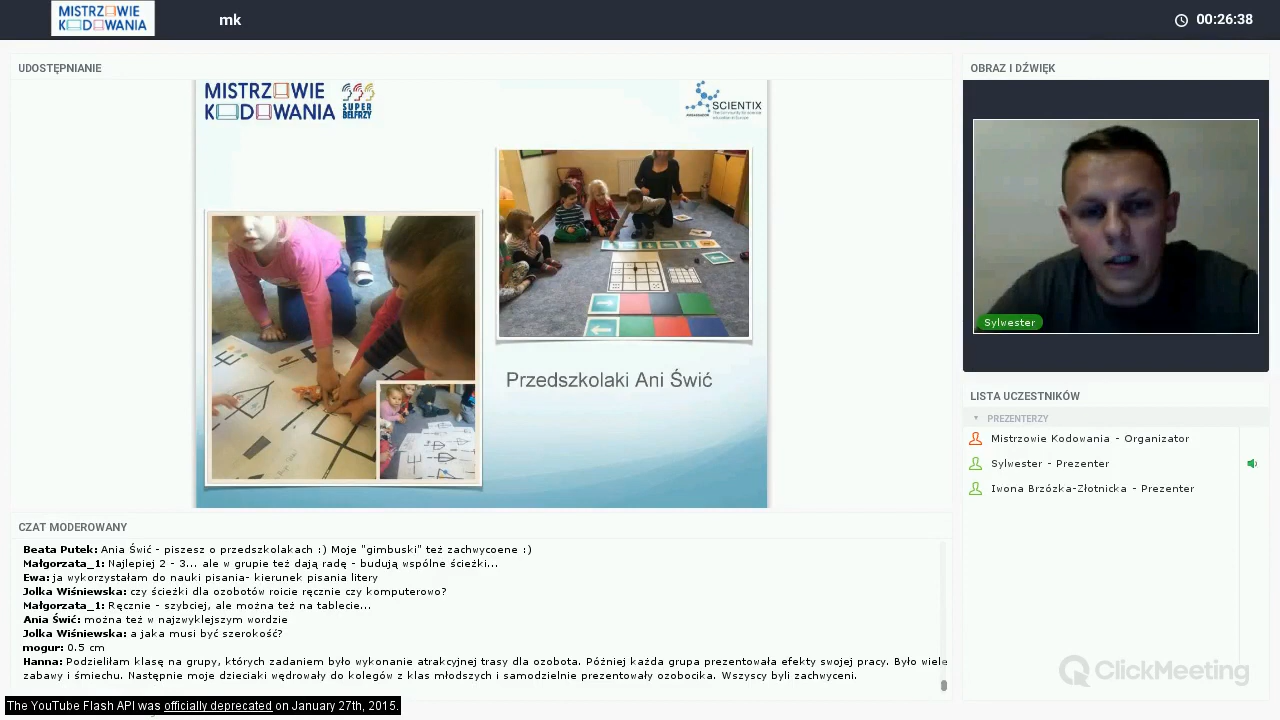 MISTRZOWIE
KODOWANIA
mk
00:26:38
UDOSTĘPNIANIE
MISTRZOWIE
KODOWANIA
SUPER
BELFRZY
SCIENTIX
Przedszkolaki Ani Świć
CZAT MODEROWANY
Beata Putek: Ania Świć - piszesz o przedszkolakach :) Moje "gimbuski" też zachwycoene :)
Małgorzata_1: Najlepiej 2 - 3... ale w grupie też dają radę - budują wspólne ścieżki...
Ewa: ja wykorzystałam do nauki pisania- kierunek pisania litery
Jolka Wiśniewska: czy ścieżki dla ozobotów roicie ręcznie czy komputerowo?
Małgorzata_1: Ręcznie - szybciej, ale można też na tablecie...
Ania Świć: można też w najzwyklejszym wordzie
Jolka Wiśniewska: a jaka musi być szerokość?
mogur: 0.5 cm
Hanna: Podzieliłam klasę na grupy, których zadaniem było wykonanie atrakcyjnej trasy dla ozobota. Później każda grupa prezentowała efekty swojej pracy. Było wiele
zabawy i śmiechu. Następnie moje dzieciaki wędrowały do kolegów z klas młodszych i samodzielnie prezentowały ozobocika. Wszyscy byli zachwyceni.
The YouTube Flash API was officially deprecated on January 27th, 2015.
OBRAZ I DŹWIĘK
Sylwester
LISTA UCZESTNIKÓW
PREZENTERZY
Mistrzowie Kodowania - Organizator
Sylwester - Prezenter
Iwona Brzózka-Złotnicka - Prezenter
ClickMeeting